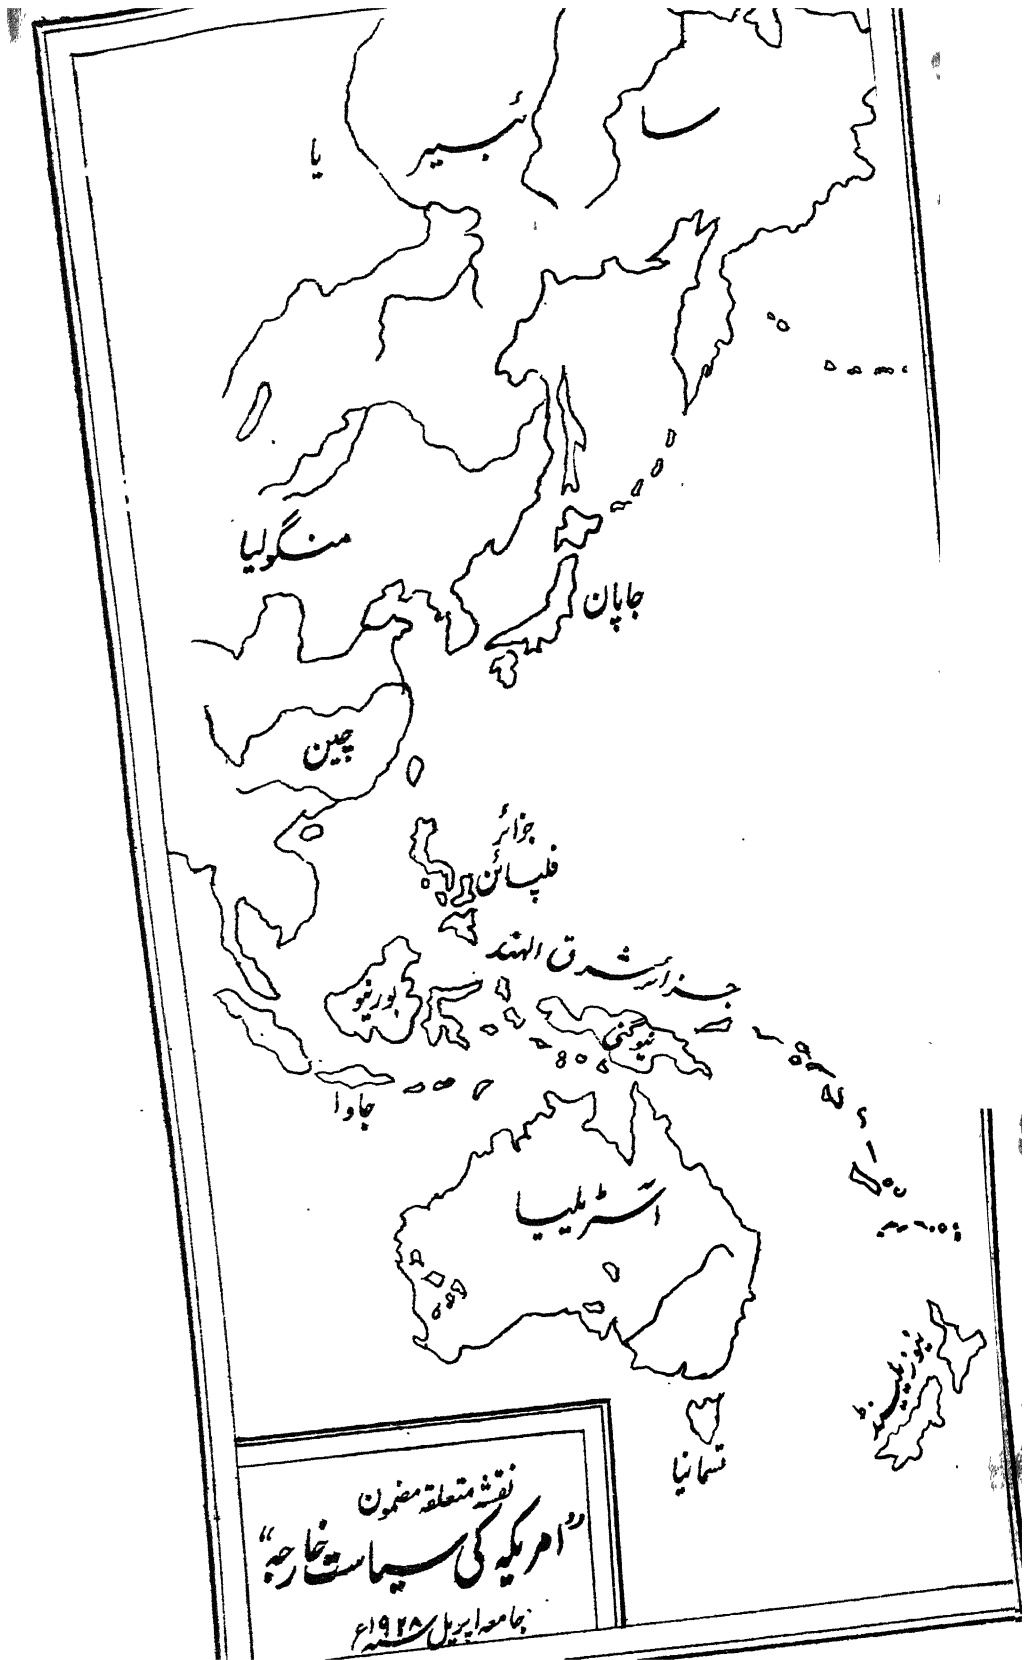 سائبیریا
منگولیا
جاپان
چین
جزائر
فلپائن
جزائر شرق الہند
بورنیو
نیوگنی
جاوا
آسٹریلیا
نیوزیلینڈ
تسمانیا
نقشہ متعلقہ مضمون
”امریکہ کی سیاست خارجہ“
جامعہ اپریل سنہ ۱۹۲۸ء